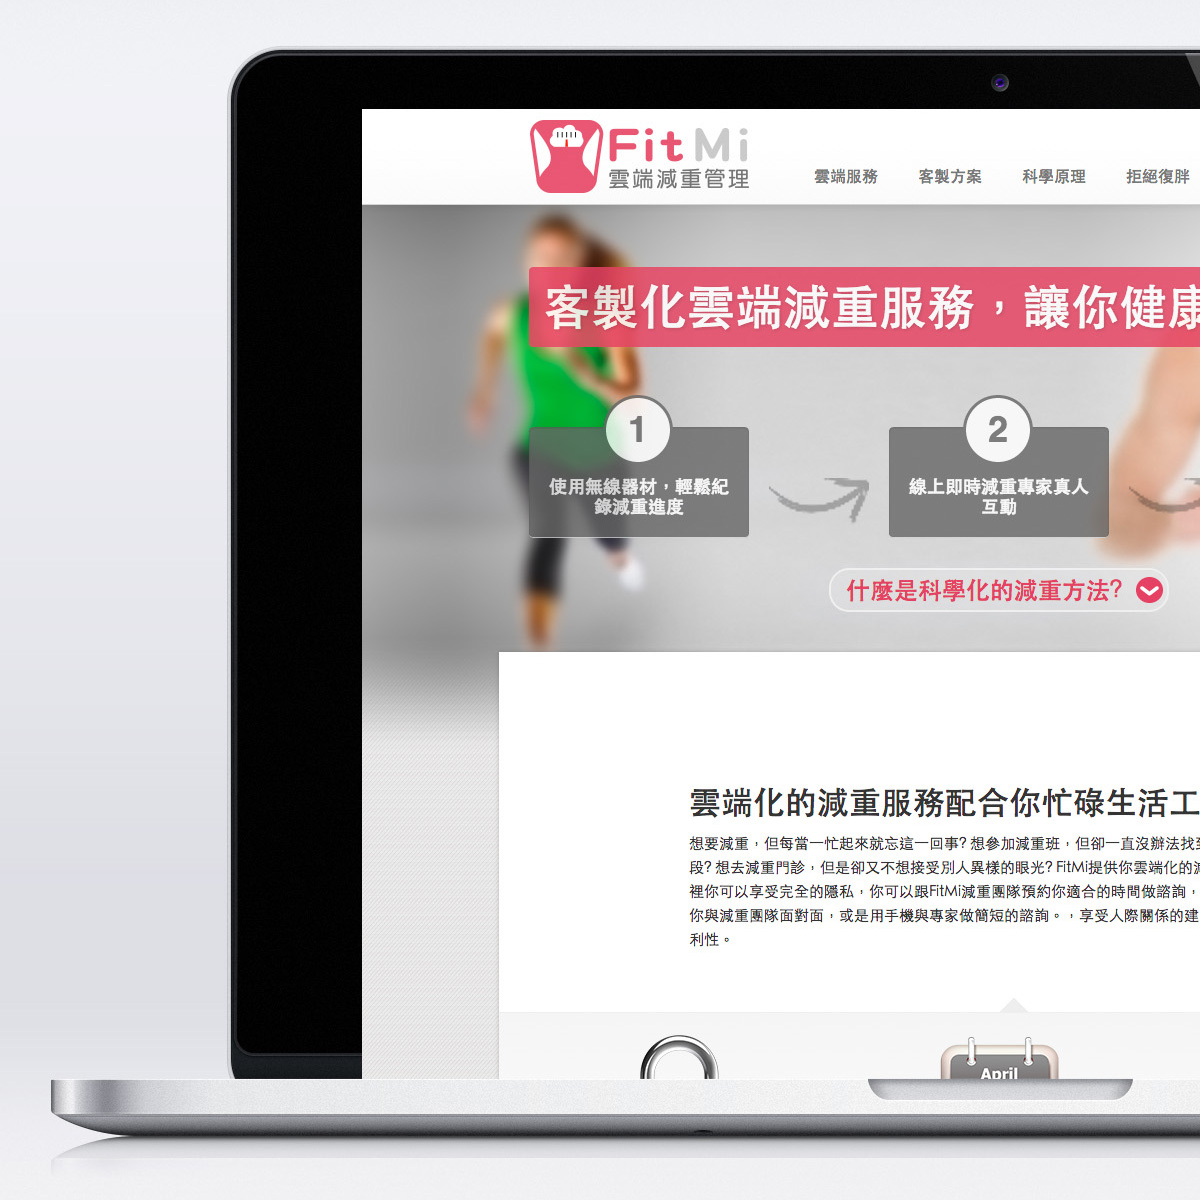 FitMi
雲端減重管理
雲端服務 客製方案 科學原理 拒絕復胖
客製化雲端減重服務，讓你健康
1
使用無線器材，輕鬆紀
錄減重進度
2
線上即時減重專家真人
互動
什麼是科學化的減重方法?
雲端化的減重服務配合你忙碌生活工
想要減重，但每當一忙起來就忘這一回事? 想參加減重班，但卻一直沒辦法找
段? 想去減重門診，但是卻又不想接受別人異樣的眼光? FitMi提供你雲端化的
裡你可以享受完全的隱私，你可以跟FitMi減重團隊預約你適合的時間做諮詢，
你與減重團隊面對面，或是用手機與專家做簡短的諮詢。，享受人際關係的建
利性。
April